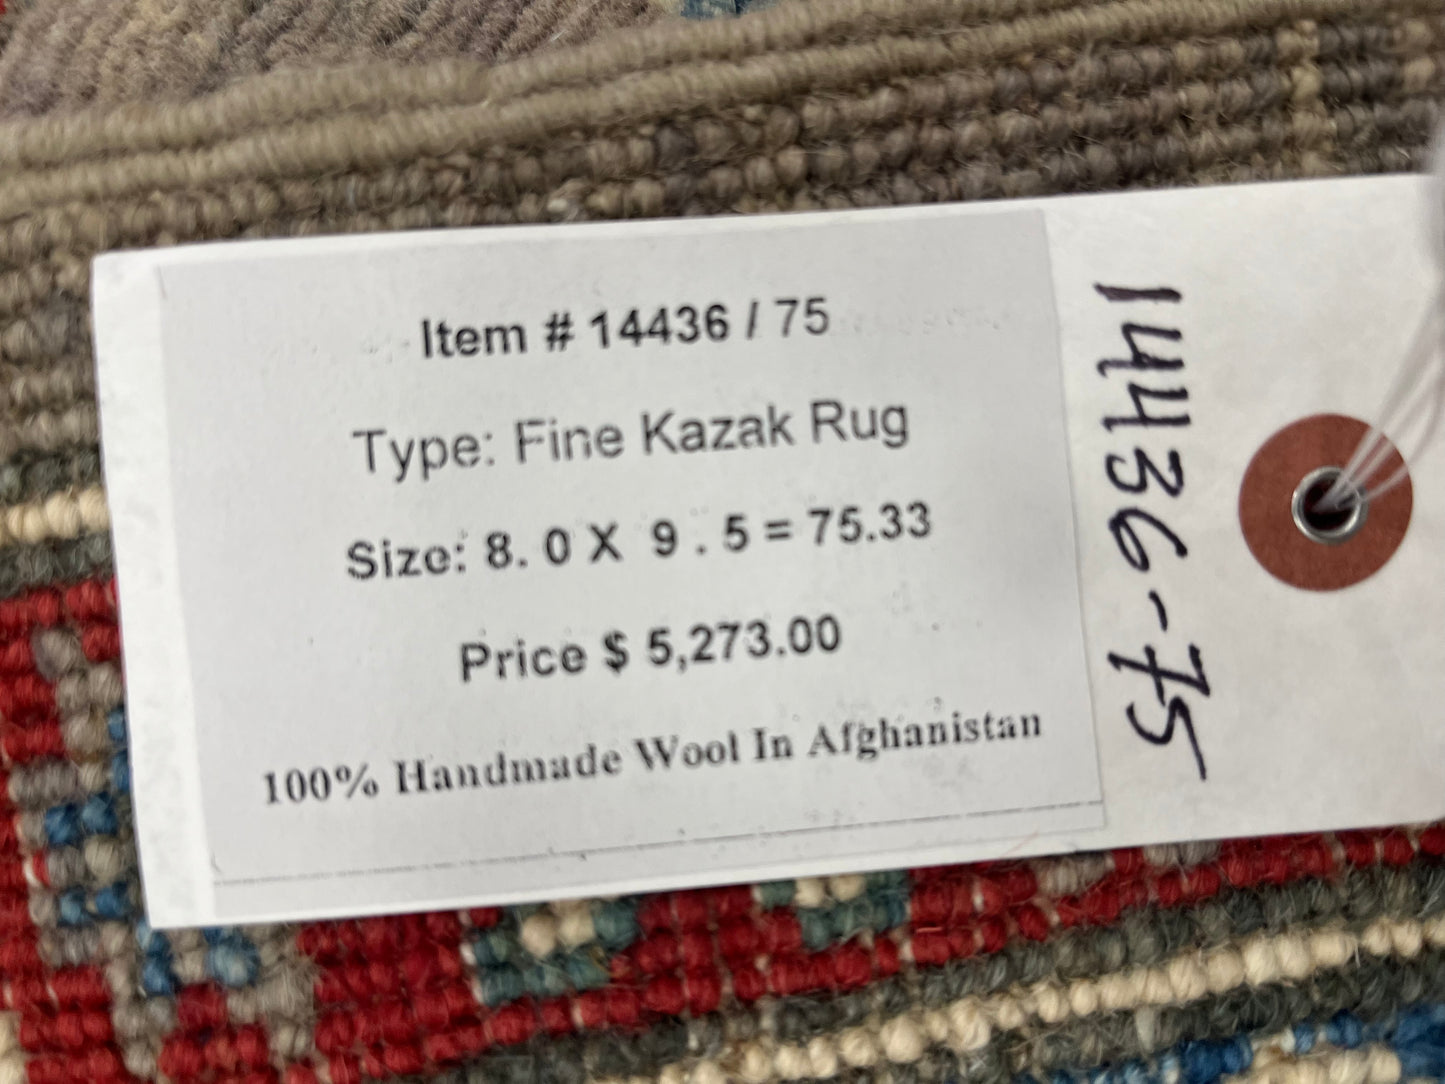 Item # 14436 / 75
Type: Fine Kazak Rug
Size: 8. 0 X 9 . 5 = 75.33
Price $ 5,273.00
100% Handmade Wool In Afghanistan
14436-75